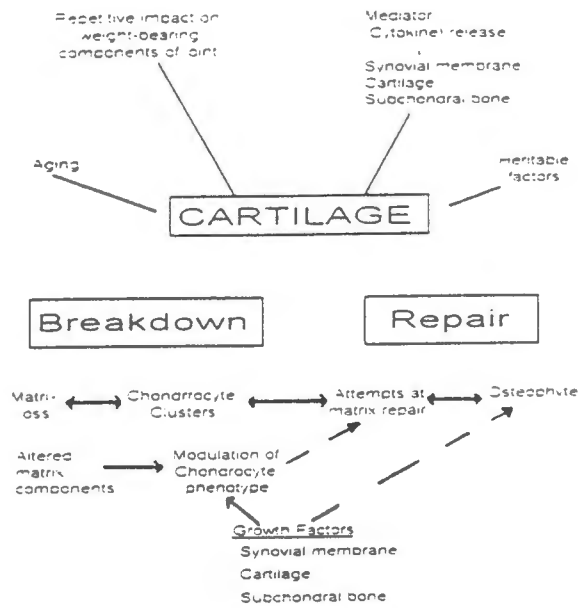 Repetitive impact on
weight-bearing
components of joint
Mediator
(Cytokine) release
Synovial membrane
Cartilage
Subchondral bone
Aging
Heritable
factors
CARTILAGE
Breakdown
Repair
Matrix
loss
Chondrocyte
Clusters
Attempts at
matrix repair
Osteophyte
Altered
matrix
components
Modulation of
Chondrocyte
phenotype
Growth Factors
Synovial membrane
Cartilage
Subchondral bone